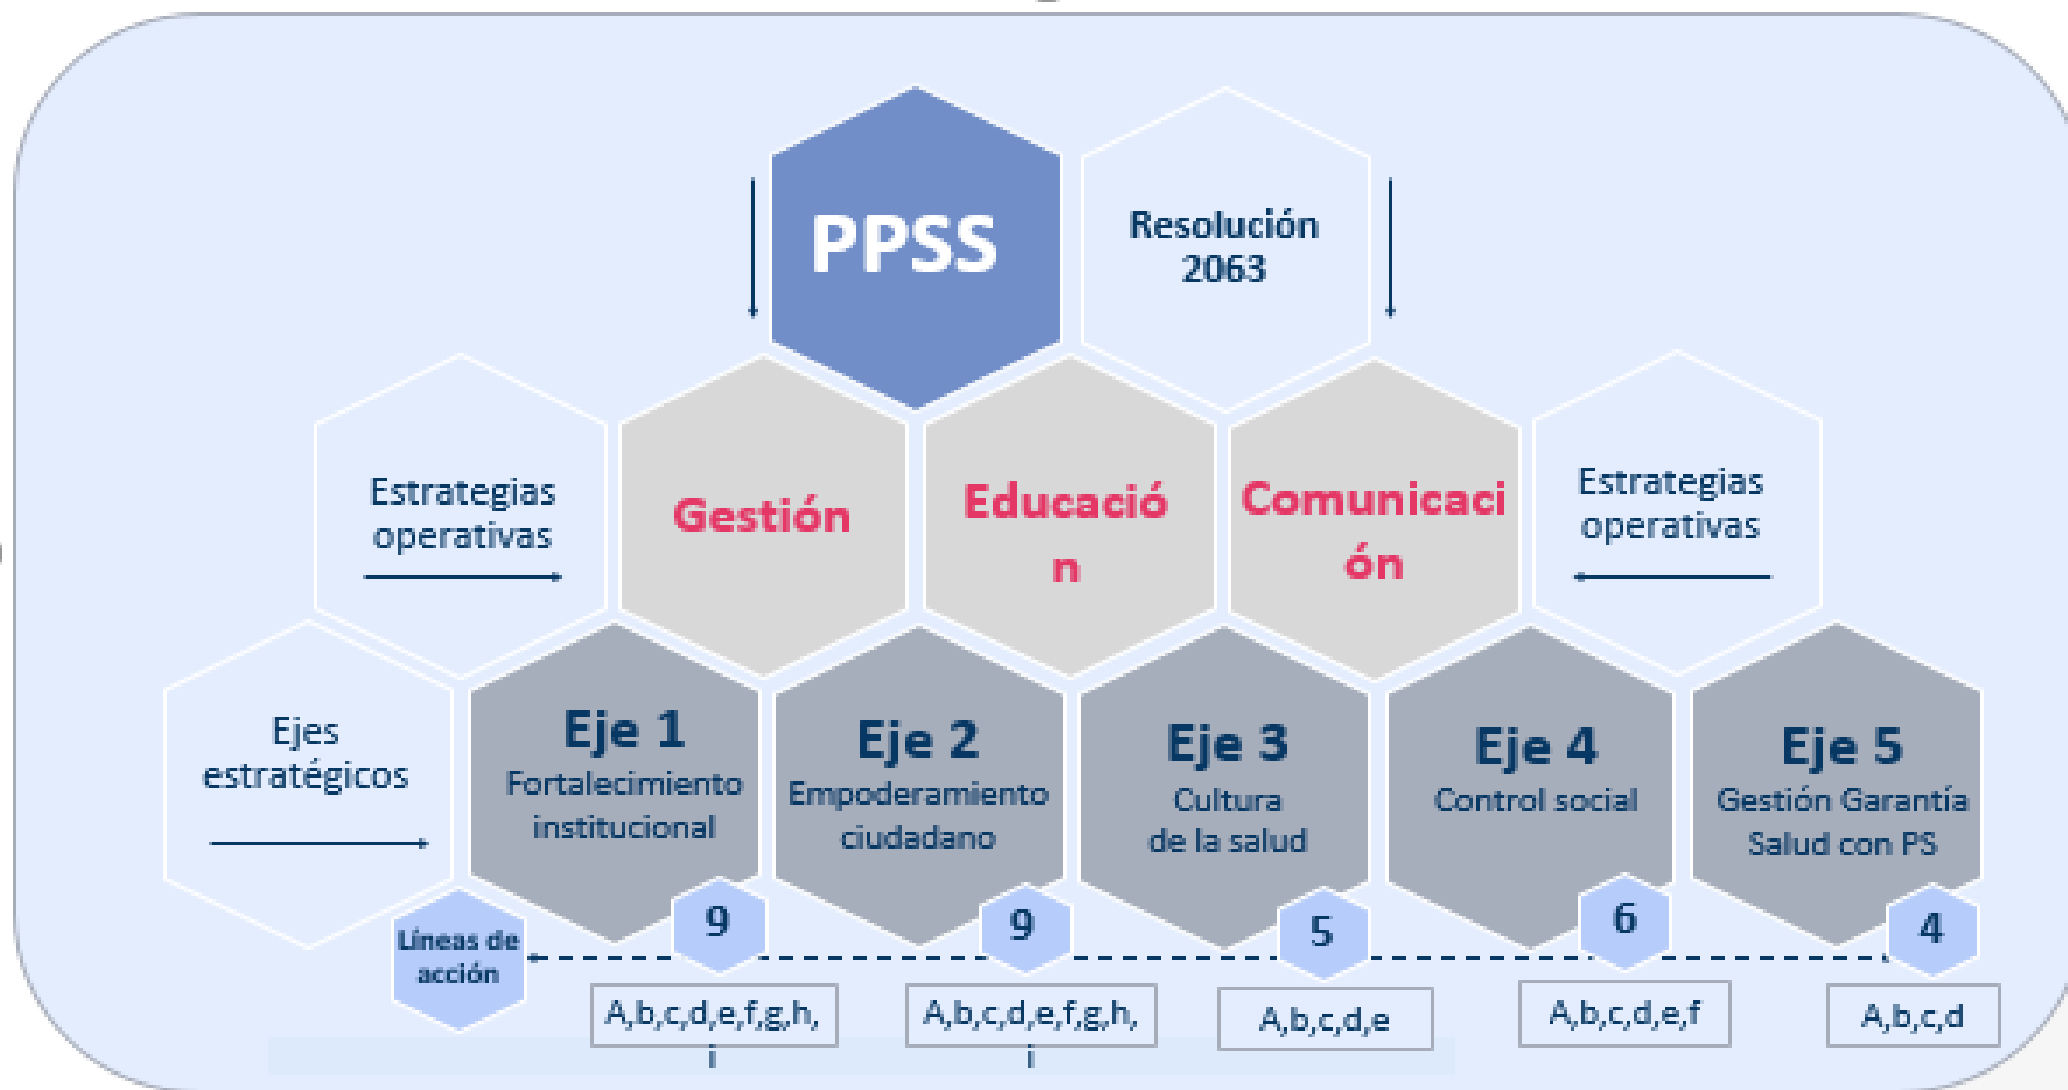 PPSS
Resolución
2063
Estrategias
operativas
Gestión
Educació
n
Comunicaci
ón
Estrategias
operativas
Ejes
estratégicos
Eje 1
Fortalecimiento
institucional
Eje 2
Empoderamiento
ciudadano
Eje 3
Cultura
de la salud
Eje 4
Control social
Eje 5
Gestión Garantía
Salud con PS
Líneas de
acción
9
9
5
6
4
A,b,c,d,e,f,g,h,
i
A,b,c,d,e,f,g,h,
i
A,b,c,d,e
A,b,c,d,e,f
A,b,c,d